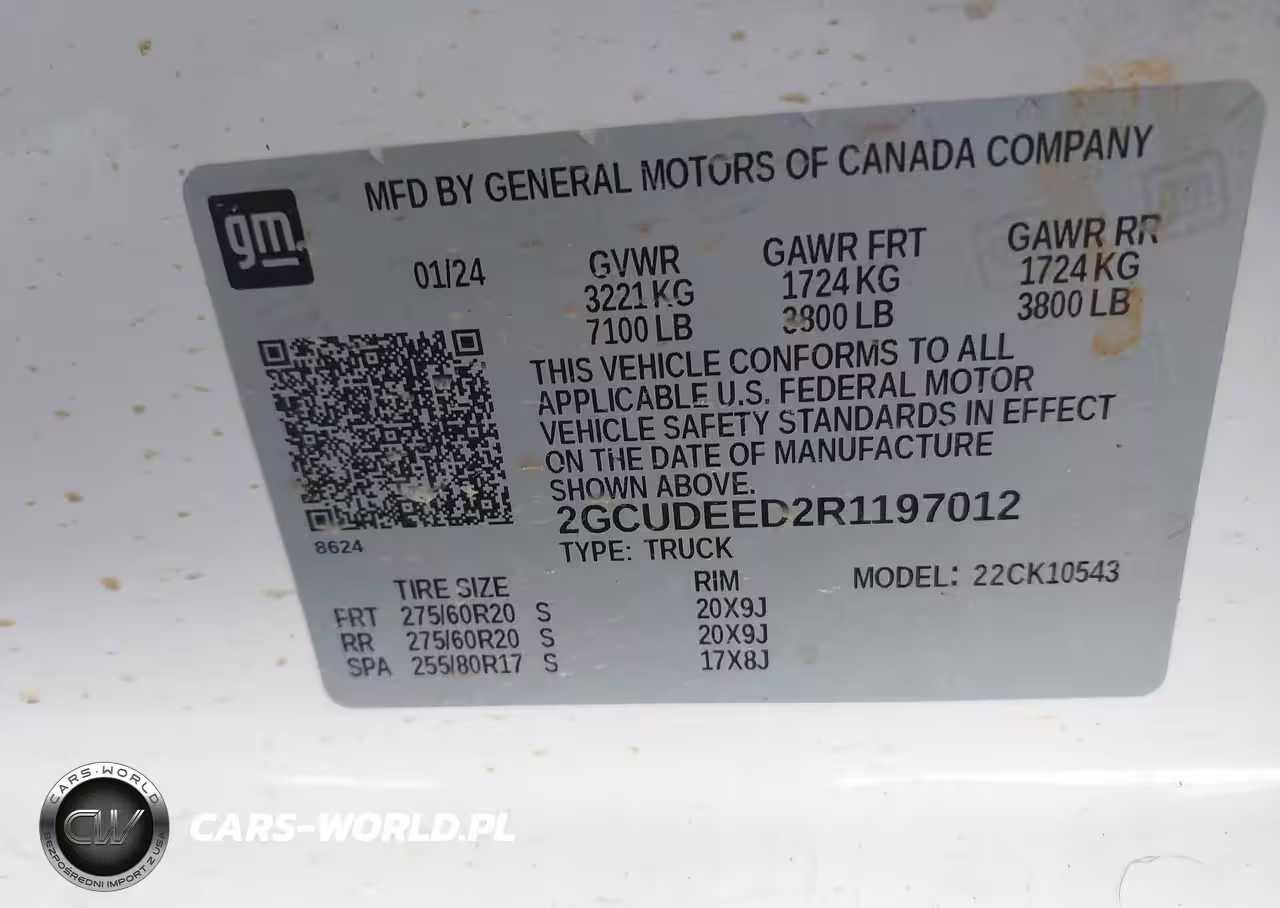 gm
MFD BY GENERAL MOTORS OF CANADA COMPANY
01/24
GVWR
3221 KG
7100 LB
GAWR FRT
1724 KG
3800 LB
GAWR RR
1724 KG
3800 LB
THIS VEHICLE CONFORMS TO ALL
APPLICABLE U.S. FEDERAL MOTOR
VEHICLE SAFETY STANDARDS IN EFFECT
ON THE DATE OF MANUFACTURE
SHOWN ABOVE.
2GCUDEED2R1197012
8624
TYPE: TRUCK
MODEL: 22CK10543
TIRE SIZE RIM
FRT 275/60R20 S 20X9J
RR 275/60R20 S 20X9J
SPA 255/80R17 S 17X8J
CARS-WORLD
CW
BEZPOŚREDNI IMPORT Z USA
CARS-WORLD.PL